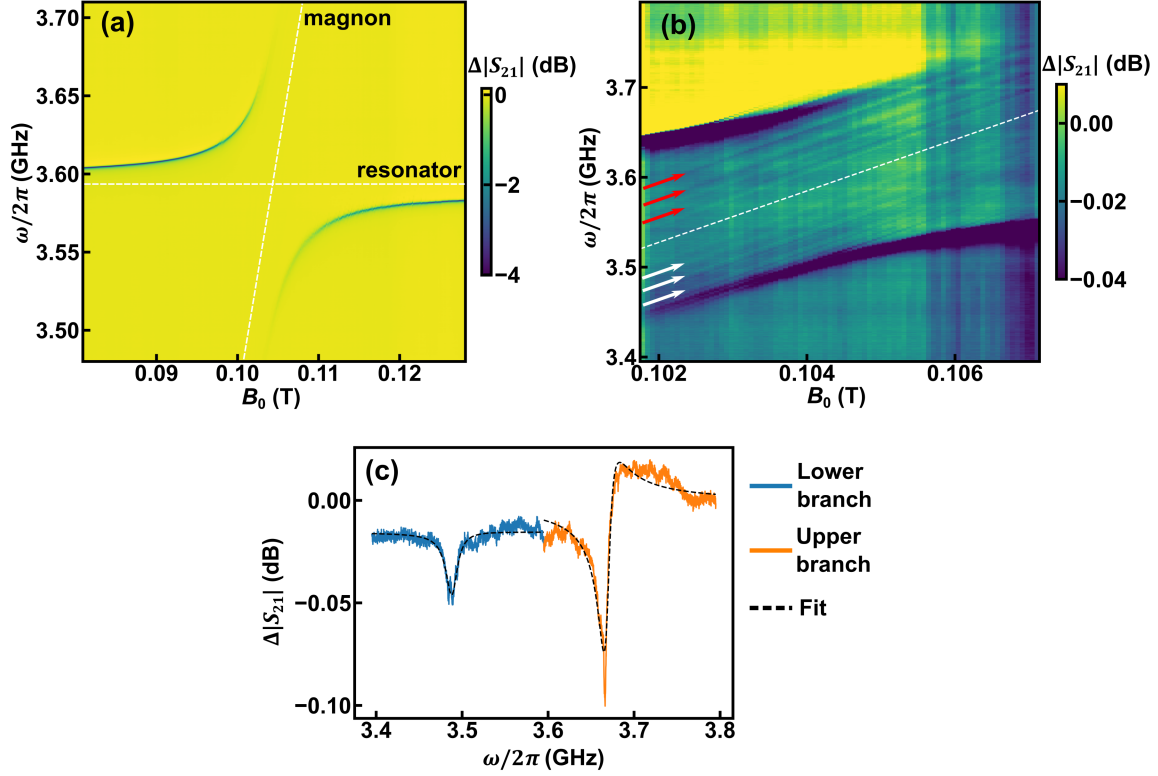 (a)
magnon
resonator
3.70
3.65
3.60
3.55
3.50
ω/2π (GHz)
0.09 0.10 0.11 0.12
B₀ (T)
Δ|S₂₁| (dB)
0
−2
−4
(b)
3.7
3.6
3.5
3.4
ω/2π (GHz)
0.102 0.104 0.106
B₀ (T)
Δ|S₂₁| (dB)
0.00
−0.02
−0.04
(c)
0.00
−0.05
−0.10
Δ|S₂₁| (dB)
3.4 3.5 3.6 3.7 3.8
ω/2π (GHz)
Lower
branch
Upper
branch
Fit